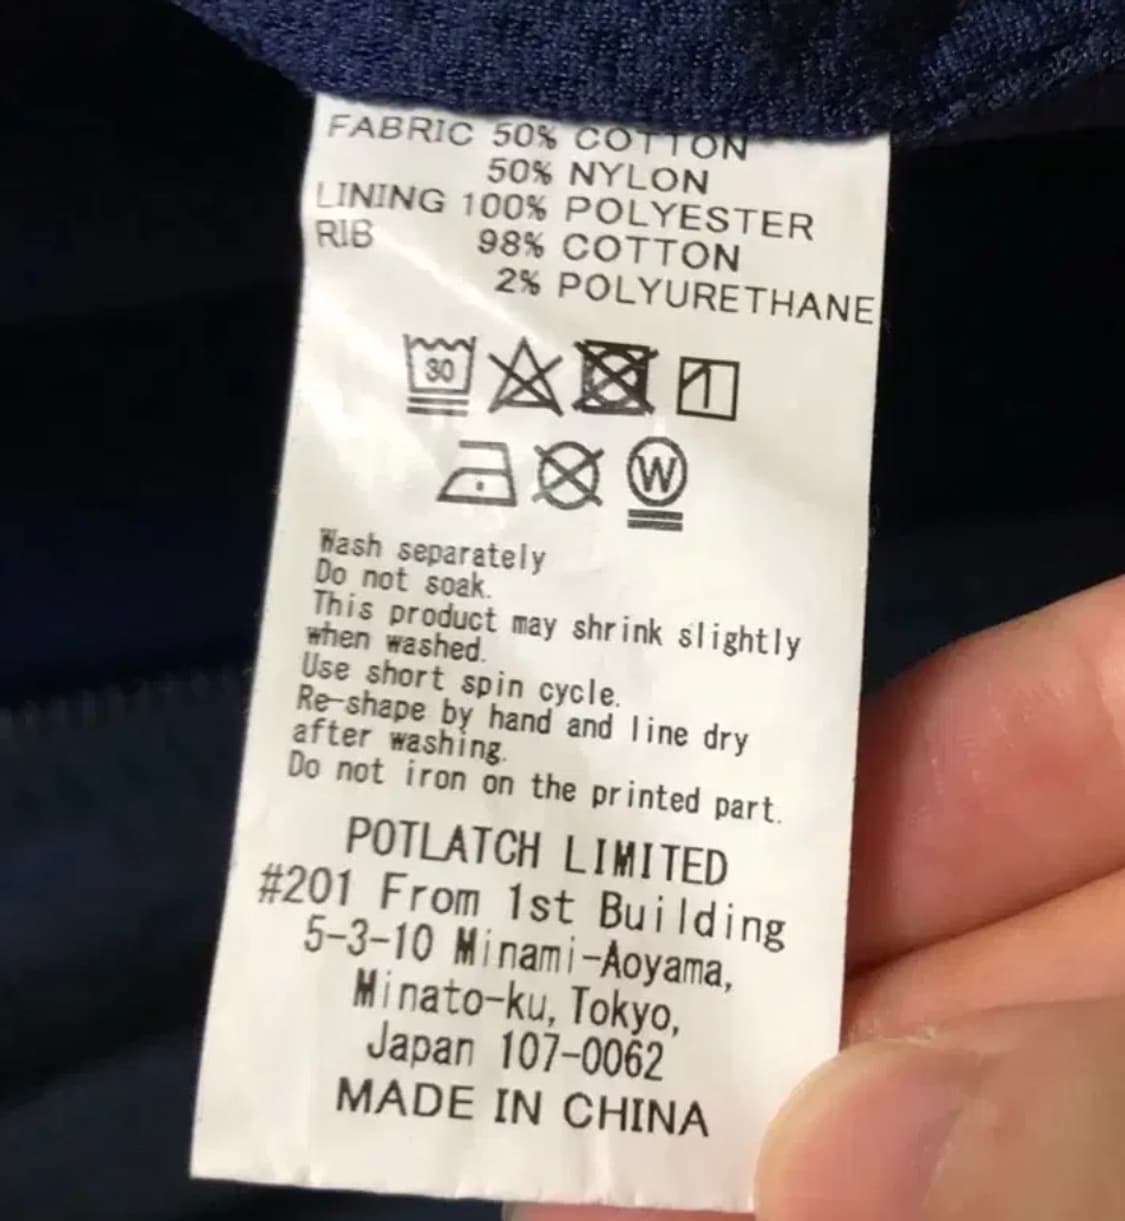 FABRIC 50% COTTON
50% NYLON
LINING 100% POLYESTER
RIB 98% COTTON
2% POLYURETHANE
30
W
Wash separately
Do not soak.
This product may shrink slightly
when washed.
Use short spin cycle.
Re-shape by hand and line dry
after washing.
Do not iron on the printed part.
POTLATCH LIMITED
#201 From 1st Building
5-3-10 Minami-Aoyama,
Minato-ku, Tokyo,
Japan 107-0062
MADE IN CHINA